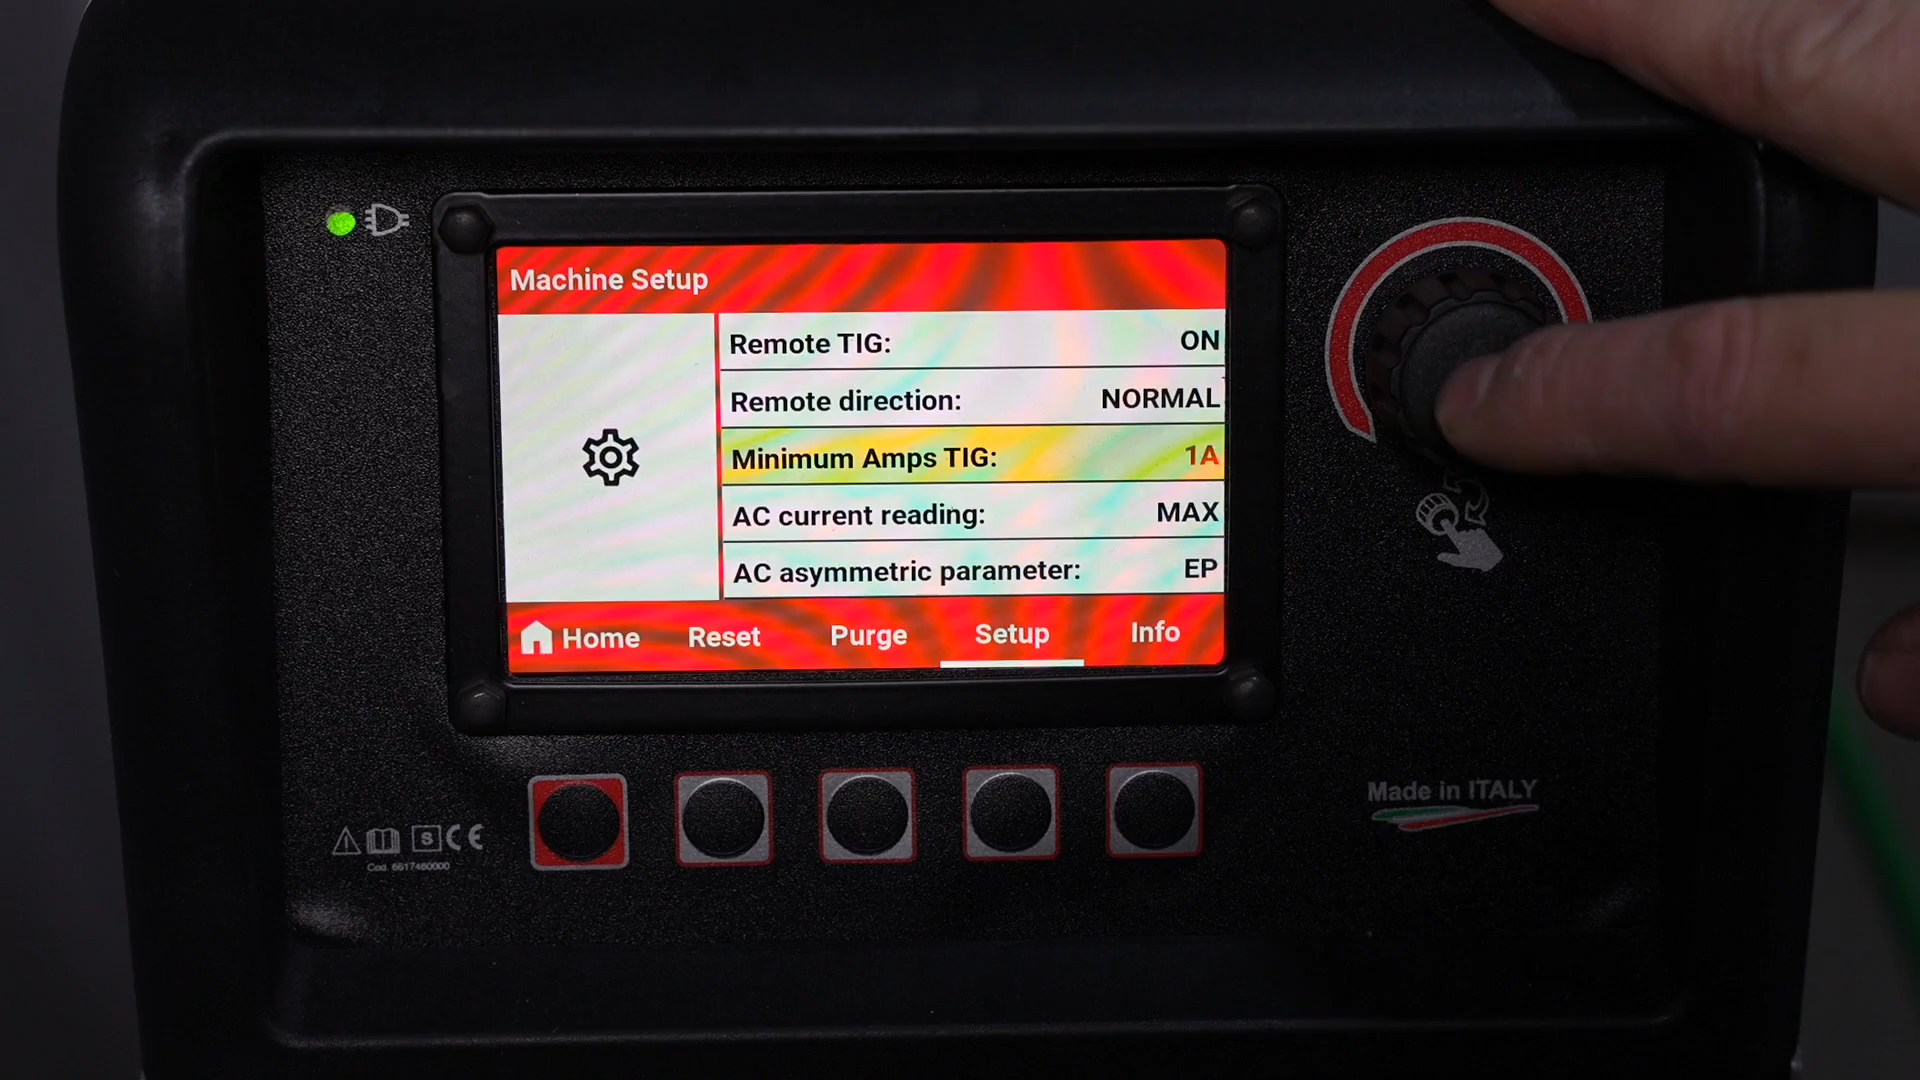 Machine Setup
Remote TIG: ON
Remote direction: NORMAL
Minimum Amps TIG: 1A
AC current reading: MAX
AC asymmetric parameter: EP
Home Reset Purge Setup Info
Made in ITALY
S CE
Cod. 6617460000